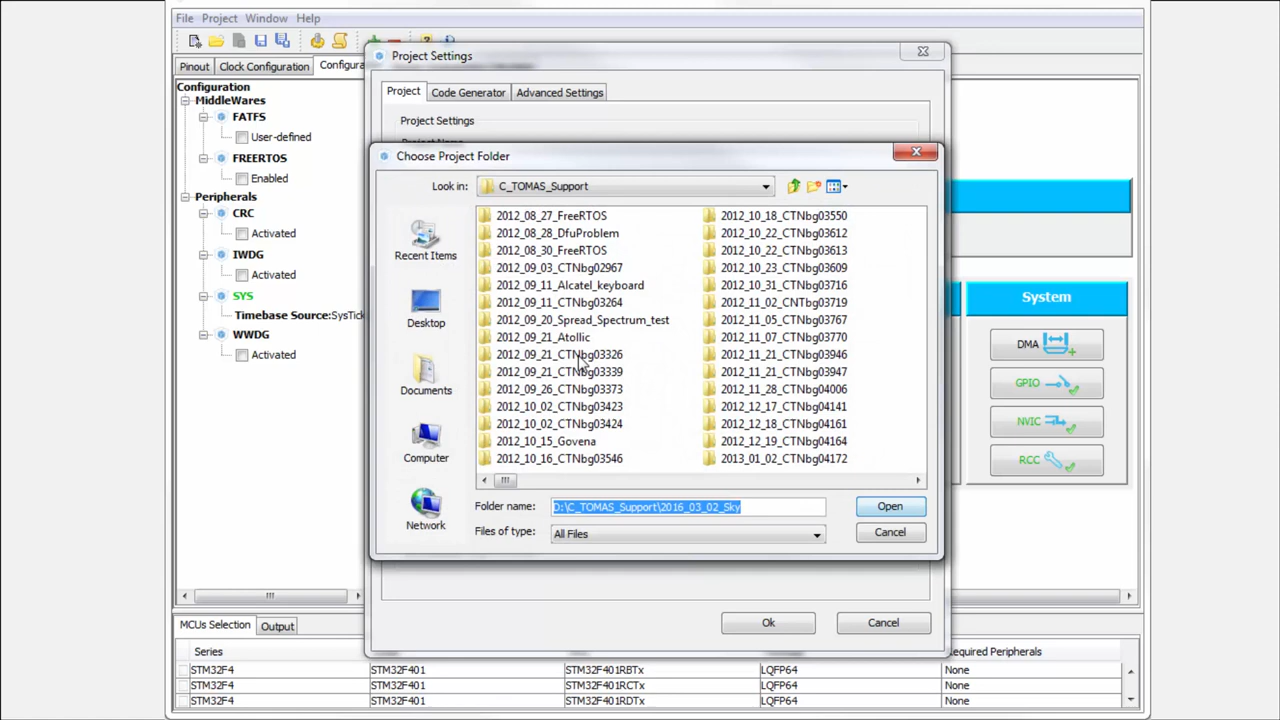 File Project Window Help
Project Settings
Pinout Clock Configuration Configura
Configuration
MiddleWares
FATFS
User-defined
FREERTOS
Enabled
Peripherals
CRC
Activated
IWDG
Activated
SYS
Timebase Source:SysTick
WWDG
Activated
Project Code Generator Advanced Settings
Project Settings
Choose Project Folder
Look in: C_TOMAS_Support
Recent Items
Desktop
Documents
Computer
Network
2012_08_27_FreeRTOS
2012_08_28_DfuProblem
2012_08_30_FreeRTOS
2012_09_03_CTNbg02967
2012_09_11_Alcatel_keyboard
2012_09_11_CTNbg03264
2012_09_20_Spread_Spectrum_test
2012_09_21_Atollic
2012_09_21_CTNbg03326
2012_09_21_CTNbg03339
2012_09_26_CTNbg03373
2012_10_02_CTNbg03423
2012_10_02_CTNbg03424
2012_10_15_Govena
2012_10_16_CTNbg03546
2012_10_18_CTNbg03550
2012_10_22_CTNbg03612
2012_10_22_CTNbg03613
2012_10_23_CTNbg03609
2012_10_31_CTNbg03716
2012_11_02_CNTbg03719
2012_11_05_CTNbg03767
2012_11_07_CTNbg03770
2012_11_21_CTNbg03946
2012_11_21_CTNbg03947
2012_11_28_CTNbg04006
2012_12_17_CTNbg04141
2012_12_18_CTNbg04161
2012_12_19_CTNbg04164
2013_01_02_CTNbg04172
Folder name: D:\C_TOMAS_Support\2016_03_02_Sky Open
Files of type: All Files Cancel
Ok Cancel
System
DMA
GPIO
NVIC
RCC
MCUs Selection Output
Series equired Peripherals
STM32F4 STM32F401 STM32F401RBTx LQFP64 None
STM32F4 STM32F401 STM32F401RCTx LQFP64 None
STM32F4 STM32F401 STM32F401RDTx LQFP64 None